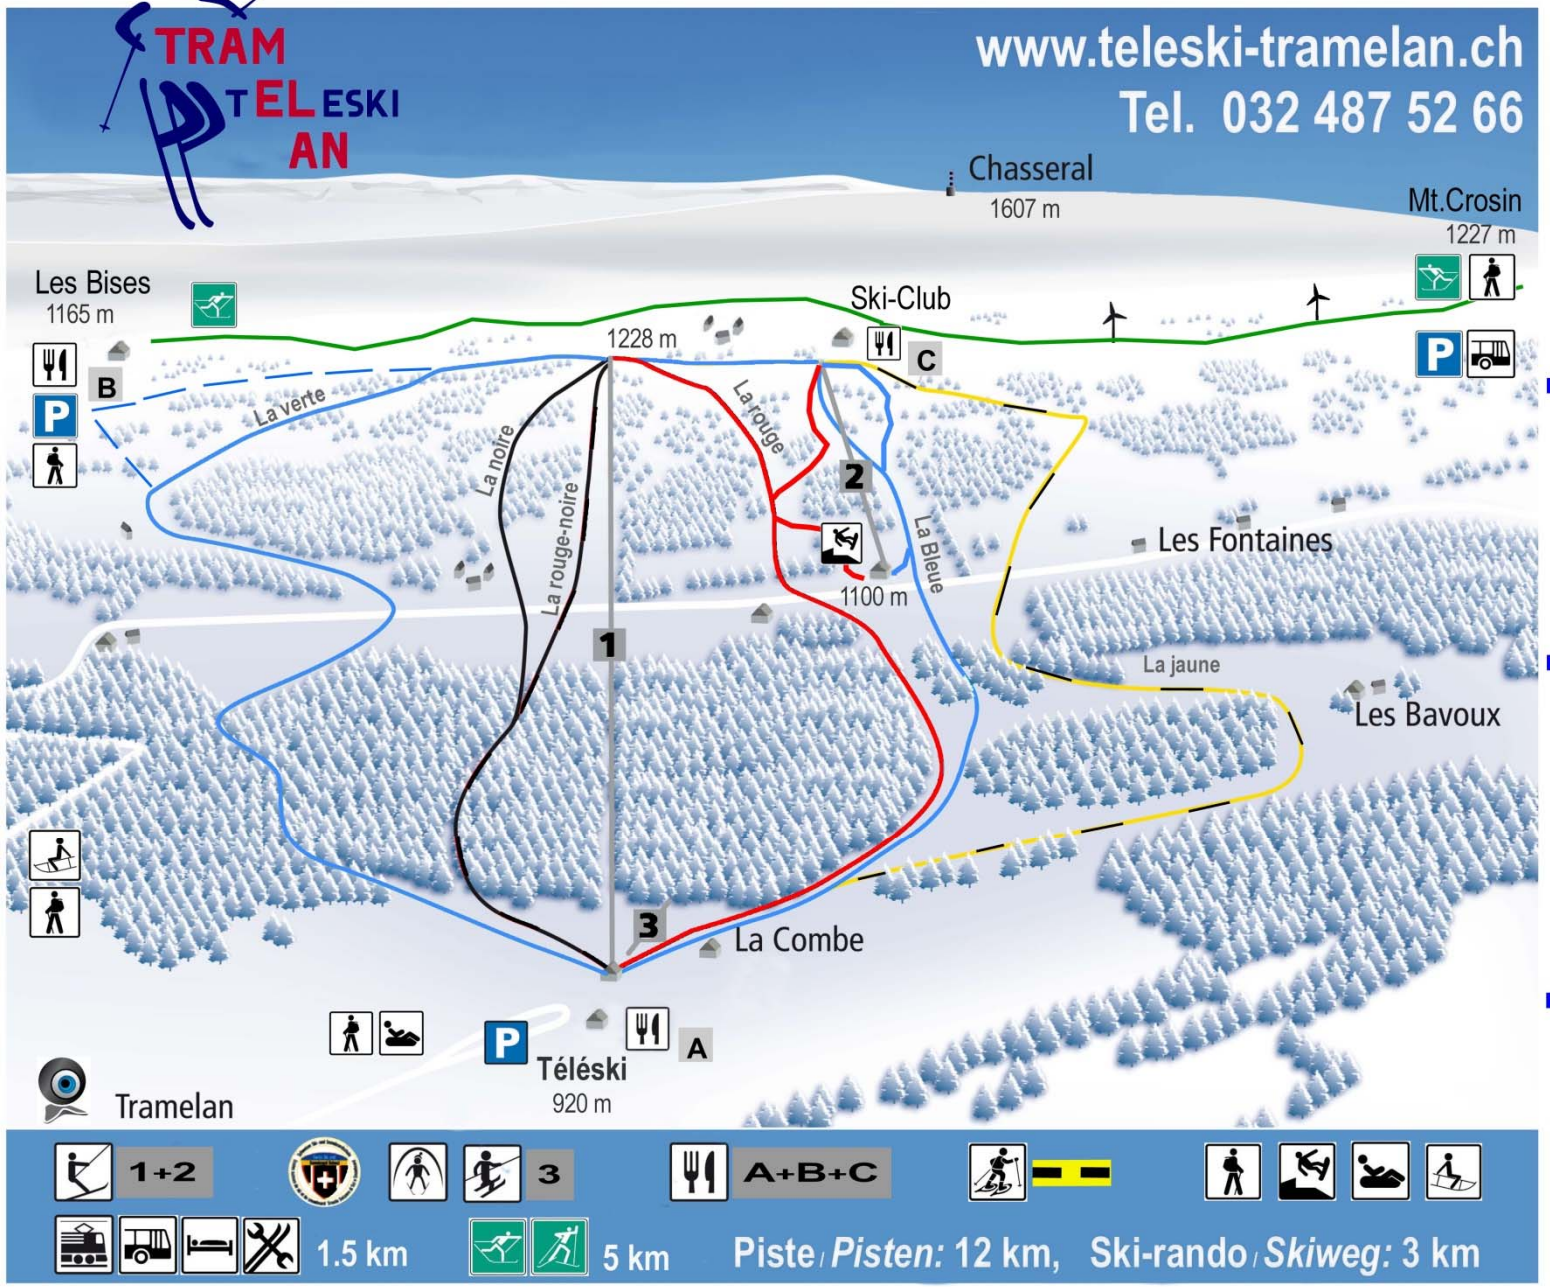 TRAM
TELESKI
AN
www.teleski-tramelan.ch
Tel. 032 487 52 66
Chasseral
1607 m
Mt.Crosin
1227 m
Les Bises
1165 m
Ski-Club
1228 m
B
C
P
P
La verte
La noire
La rouge-noire
La rouge
2
La Bleue
Les Fontaines
1100 m
1
La jaune
Les Bavoux
3
La Combe
P
A
Téléski
920 m
Tramelan
1+2
3
A+B+C
1.5 km
5 km
Piste / Pisten: 12 km, Ski-rando / Skiweg: 3 km